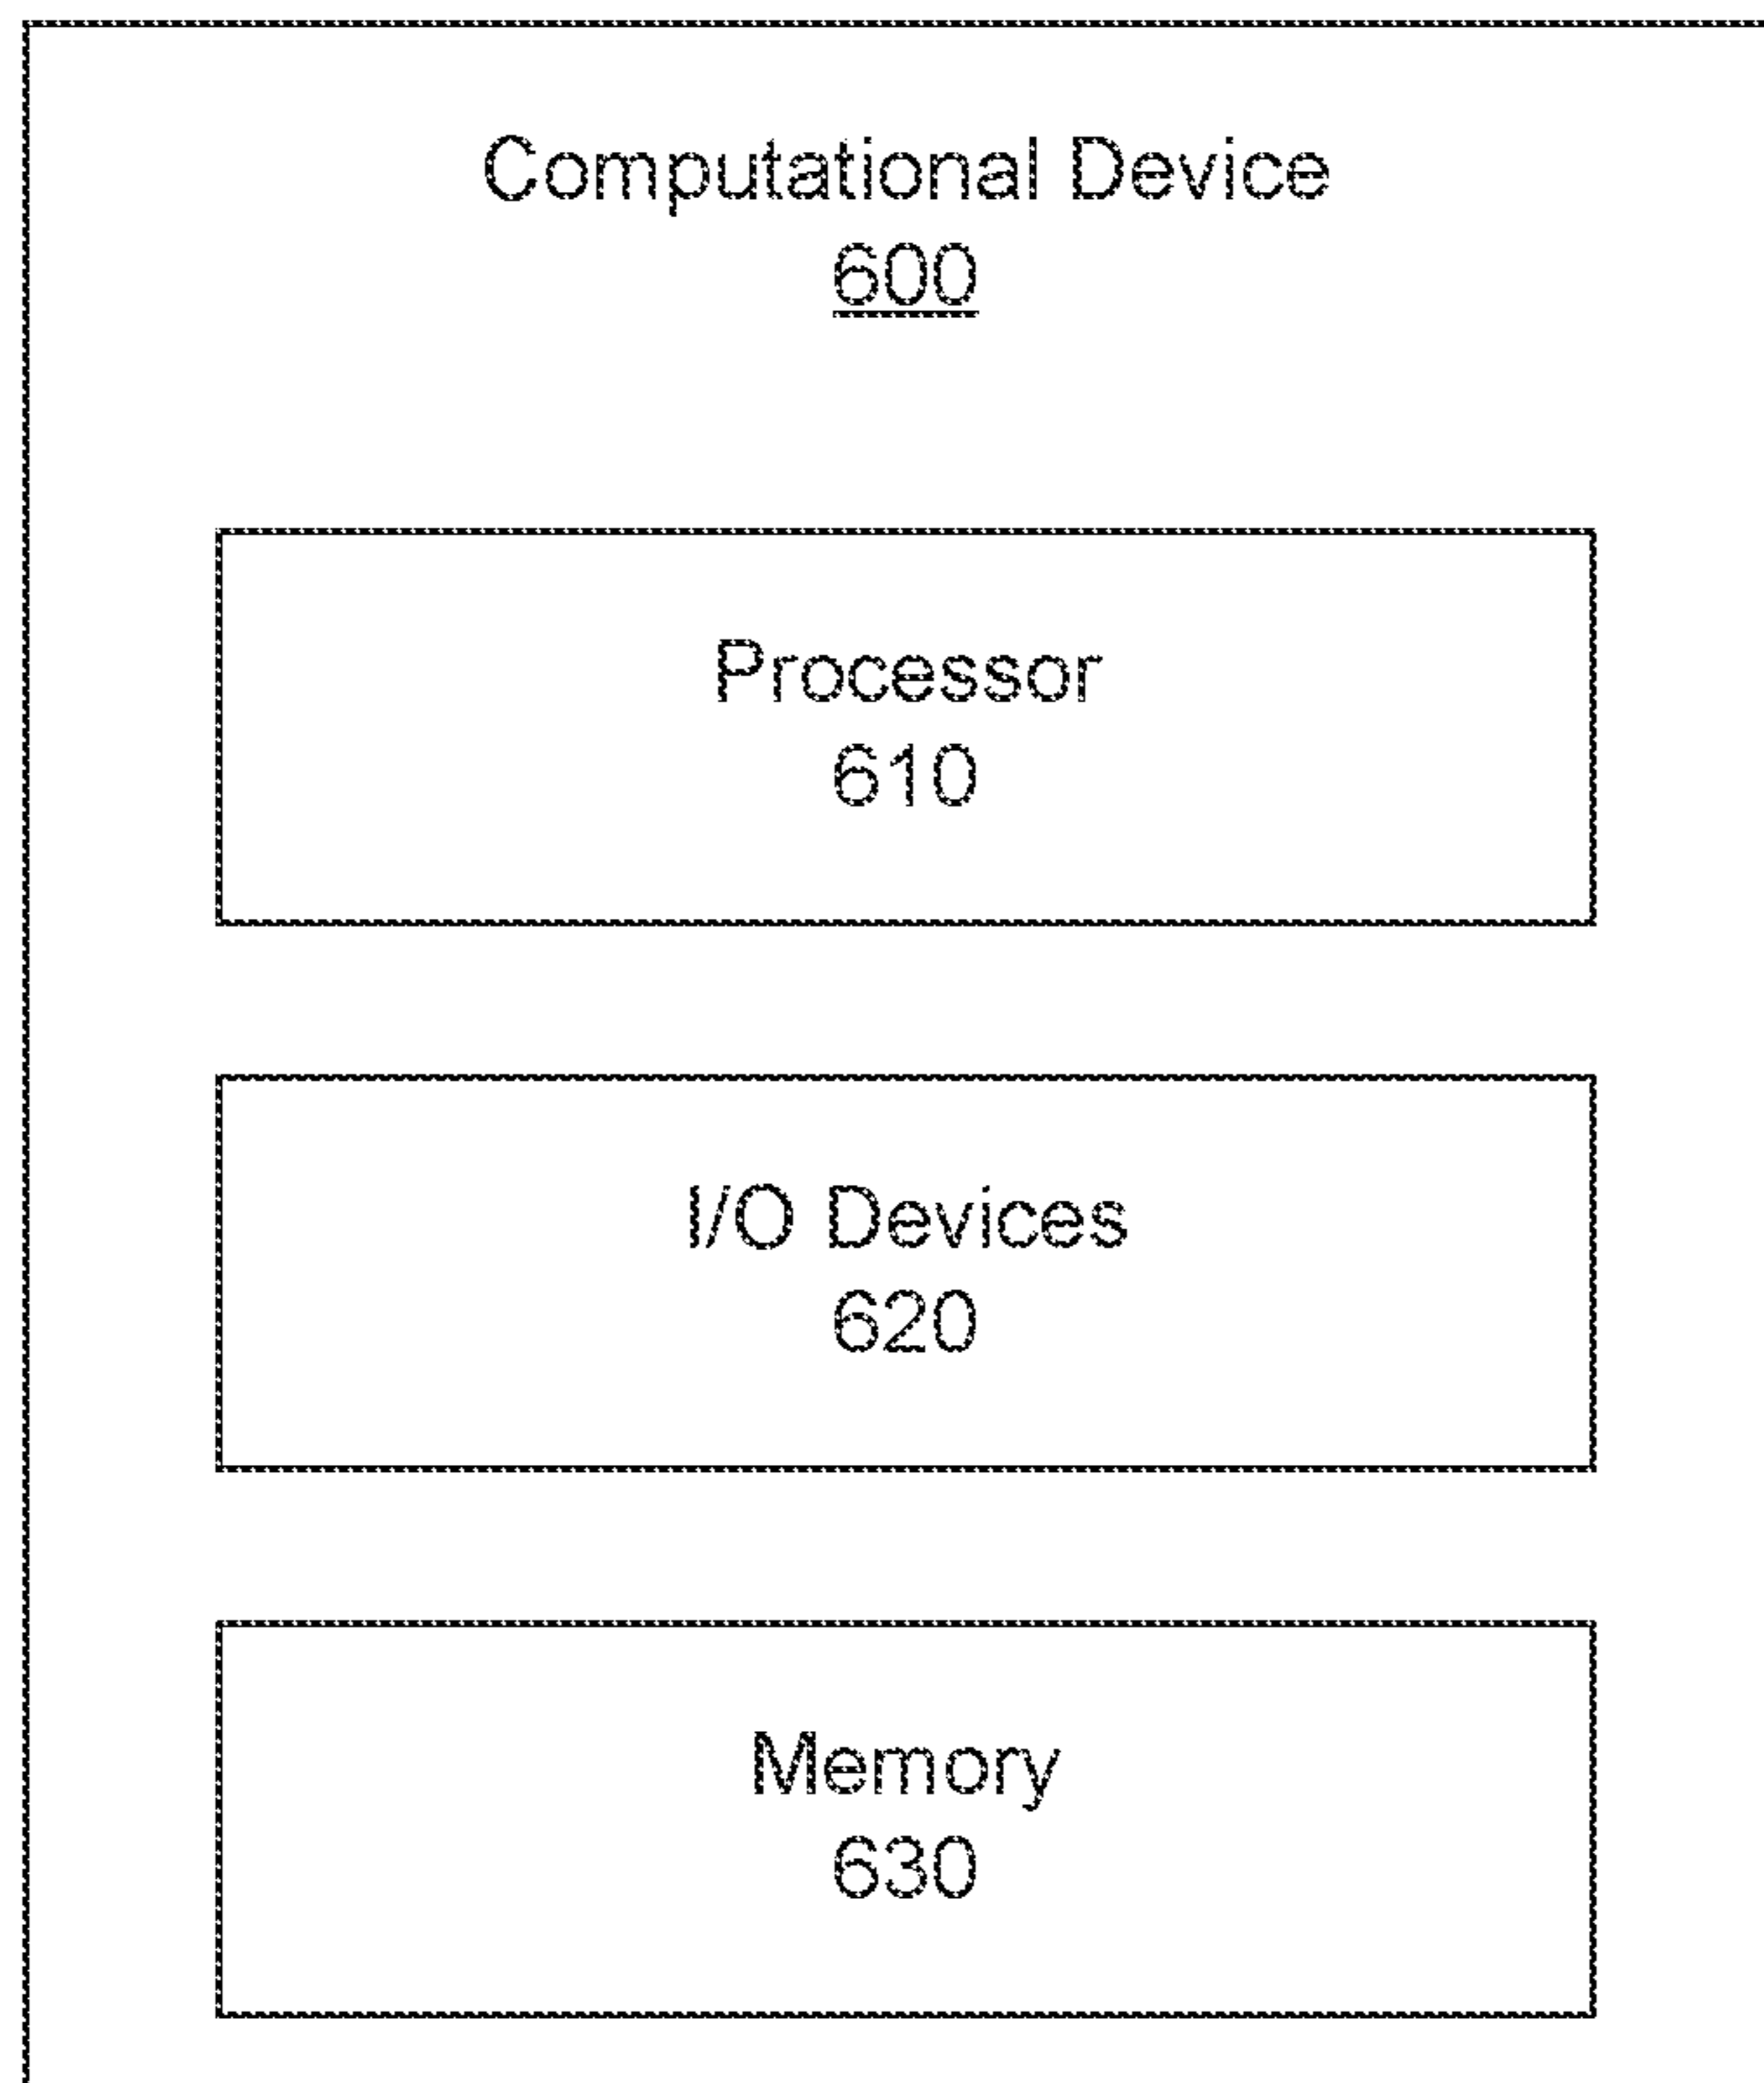 Computational Device
600
Processor
610
I/O Devices
620
Memory
630